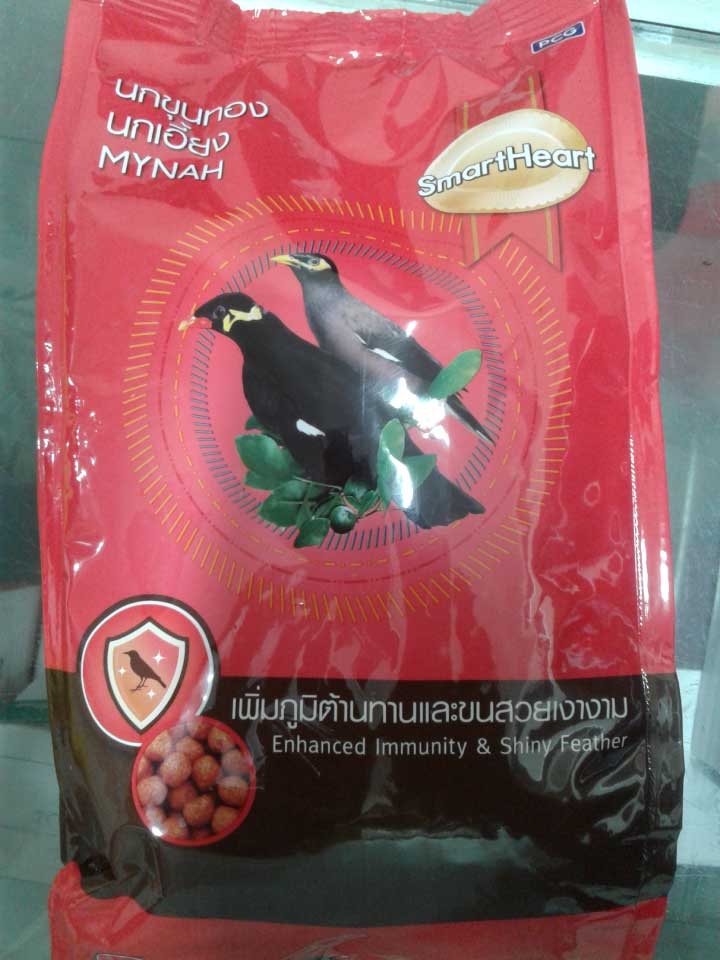 PCG
นกขุนทอง
นกเอี้ยง
MYNAH
SmartHeart
เพิ่มภูมิต้านทานและขนสวยเงางาม
Enhanced Immunity & Shiny Feather